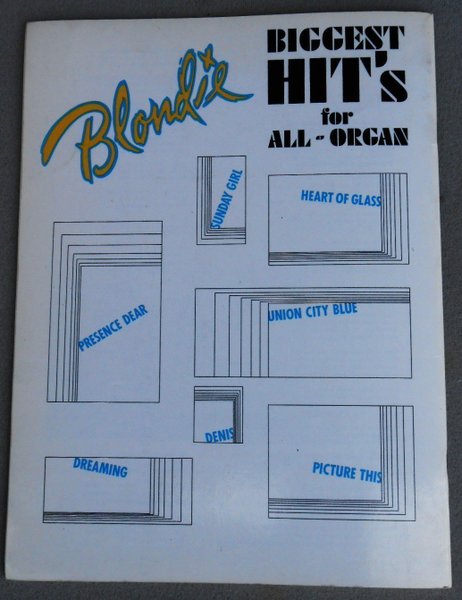 Blondie
BIGGEST
HIT's
for
ALL - ORGAN
SUNDAY GIRL
HEART OF GLASS
PRESENCE DEAR
UNION CITY BLUE
DENIS
DREAMING
PICTURE THIS